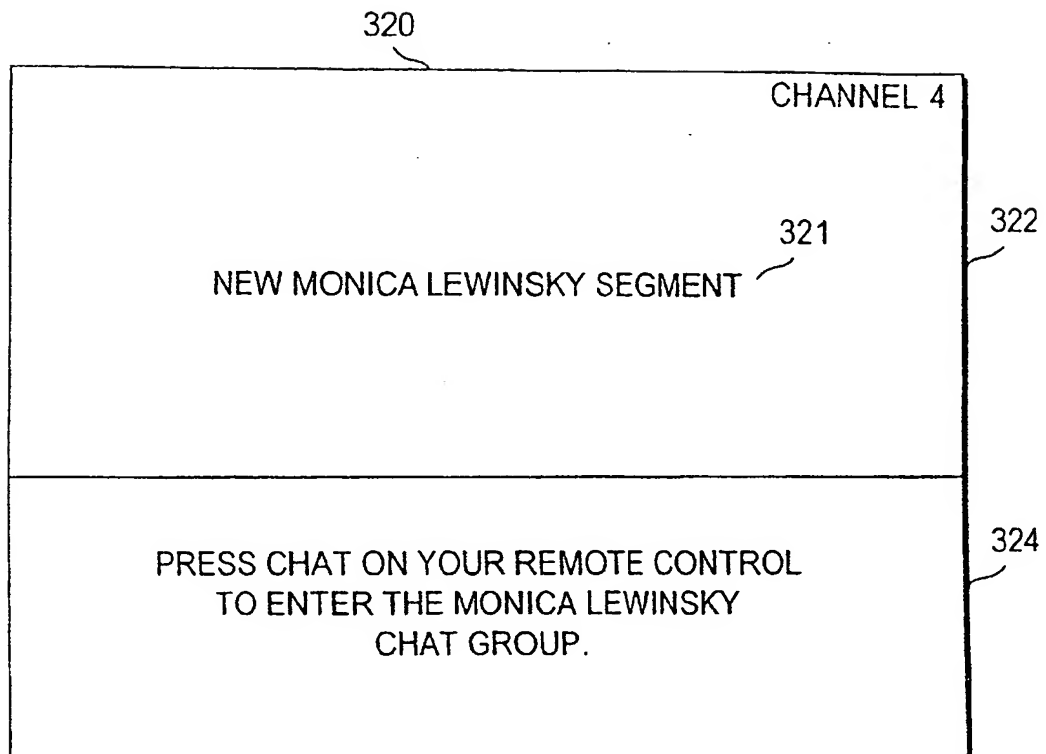 320
CHANNEL 4
321
322
NEW MONICA LEWINSKY SEGMENT
324
PRESS CHAT ON YOUR REMOTE CONTROL
TO ENTER THE MONICA LEWINSKY
CHAT GROUP.